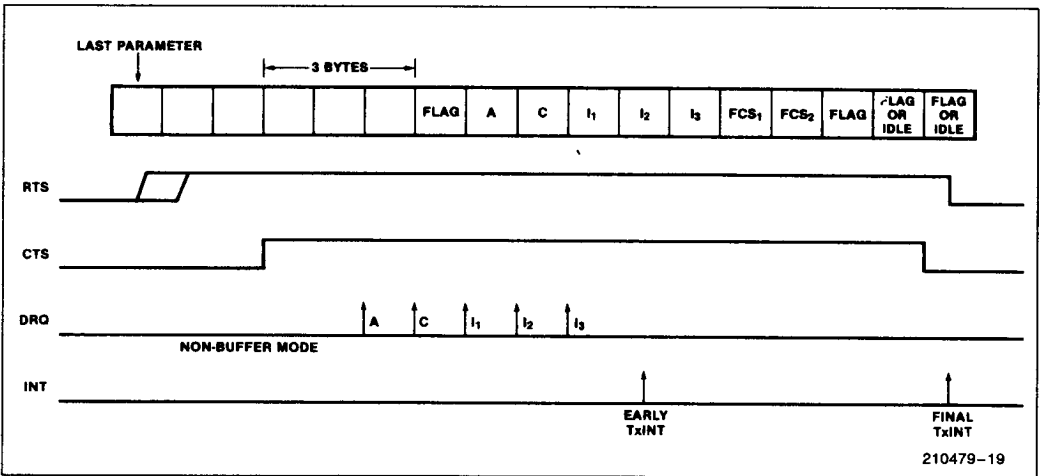 LAST PARAMETER
3 BYTES
FLAG A C I₁ I₂ I₃ FCS₁ FCS₂ FLAG FLAG OR IDLE FLAG OR IDLE
RTS
CTS
DRQ A C I₁ I₂ I₃
NON-BUFFER MODE
INT
EARLY TxINT
FINAL TxINT
210479–19